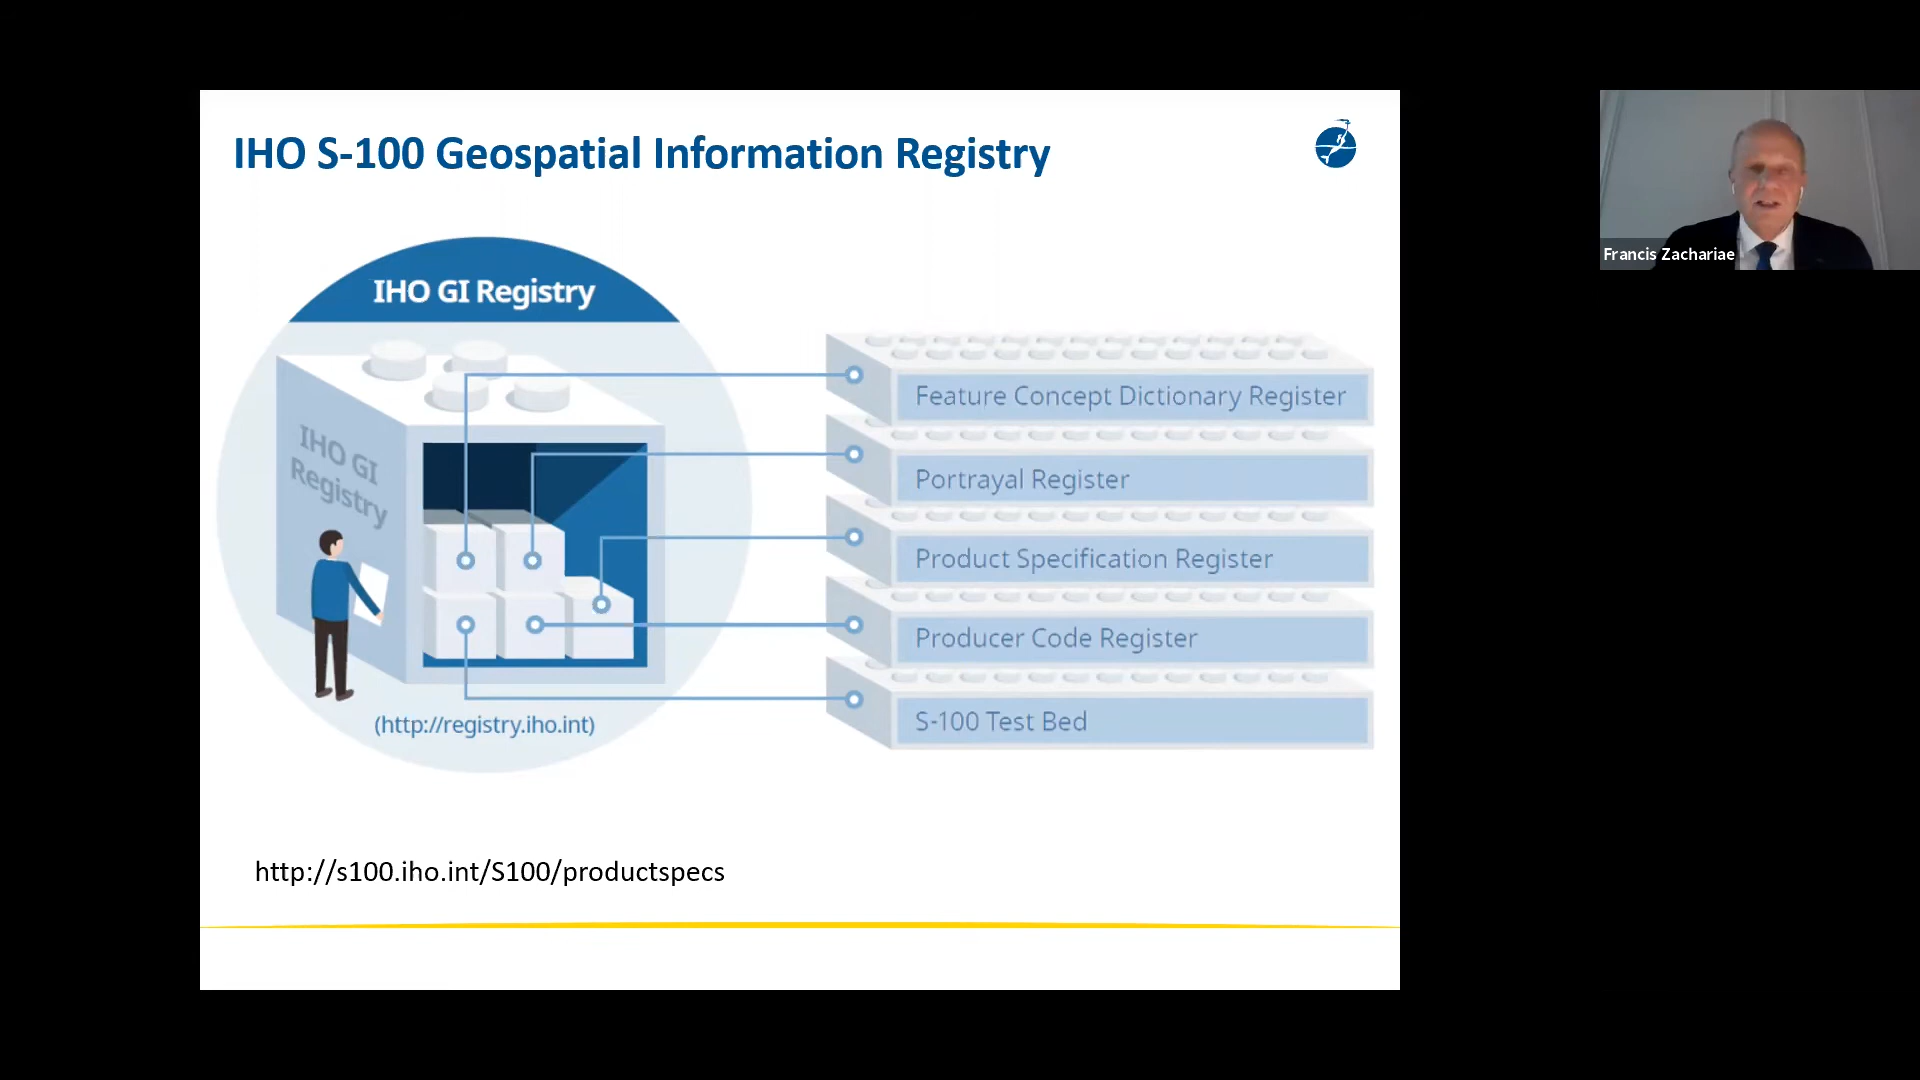 IHO S-100 Geospatial Information Registry
IHO GI Registry
IHO GI
Registry
(http://registry.iho.int)
Feature Concept Dictionary Register
Portrayal Register
Product Specification Register
Producer Code Register
S-100 Test Bed
http://s100.iho.int/S100/productspecs
Francis Zachariae